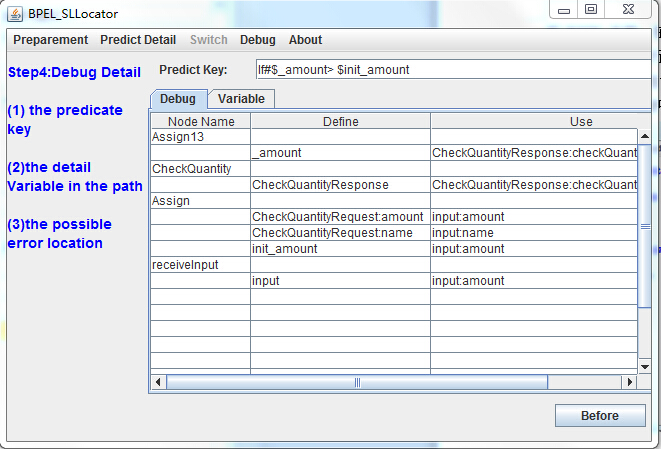 BPEL_SLLocator
Preparement Predict Detail Switch Debug About
Step4:Debug Detail
(1) the predicate
key
(2)the detail
Variable in the path
(3)the possible
error location
Predict Key: If#$_amount> $init_amount
Debug Variable
Node Name Define Use
Assign13
_amount CheckQuantityResponse:checkQuant
CheckQuantity
CheckQuantityResponse CheckQuantityResponse:checkQuant
Assign
CheckQuantityRequest:amount input:amount
CheckQuantityRequest:name input:name
init_amount input:amount
receiveInput
input input:amount
Before